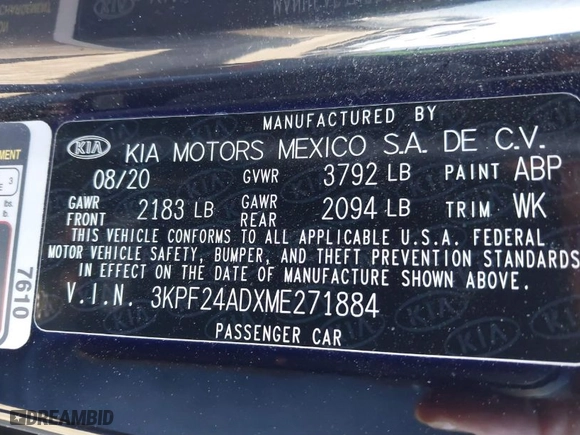 MANUFACTURED BY
KIA KIA MOTORS MEXICO S.A. DE C.V.
08/20 GVWR 3792 LB PAINT ABP
GAWR FRONT 2183 LB GAWR REAR 2094 LB TRIM WK
THIS VEHICLE CONFORMS TO ALL APPLICABLE U.S.A. FEDERAL
MOTOR VEHICLE SAFETY, BUMPER, AND THEFT PREVENTION STANDARDS
IN EFFECT ON THE DATE OF MANUFACTURE SHOWN ABOVE.
V.I.N. 3KPF24ADXME271884
PASSENGER CAR
7610
DREAMBID